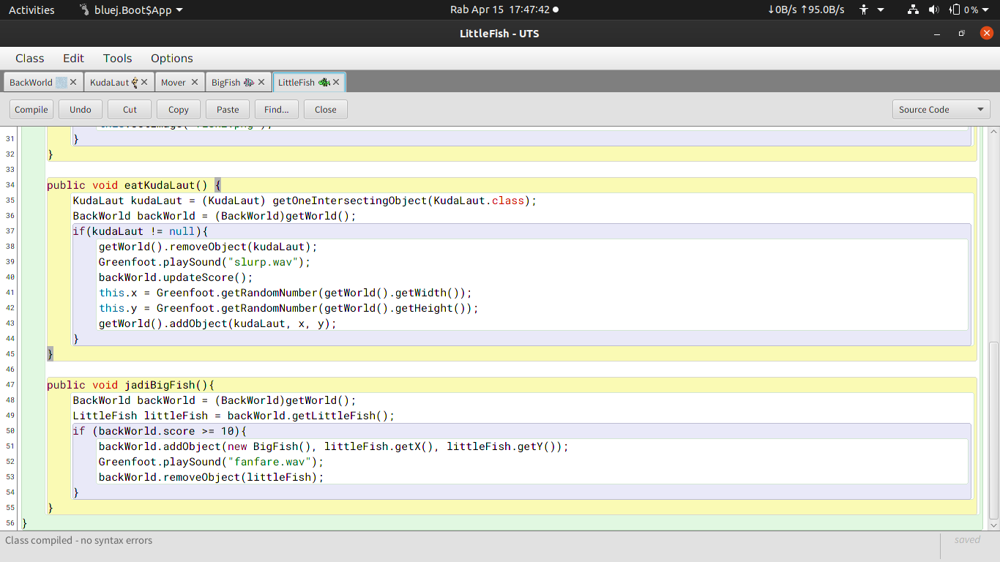 Activities bluej.Boot$App Rab Apr 15 17:47:42 ↓0B/s ↑95.0B/s 0 %
LittleFish - UTS
Class Edit Tools Options
BackWorld KudaLaut Mover BigFish LittleFish
Compile Undo Cut Copy Paste Find... Close Source Code
31 }
32 }
33
34 public void eatKudaLaut() {
35 KudaLaut kudaLaut = (KudaLaut) getOneIntersectingObject(KudaLaut.class);
36 BackWorld backWorld = (BackWorld)getWorld();
37 if(kudaLaut != null){
38 getWorld().removeObject(kudaLaut);
39 Greenfoot.playSound("slurp.wav");
40 backWorld.updateScore();
41 this.x = Greenfoot.getRandomNumber(getWorld().getWidth());
42 this.y = Greenfoot.getRandomNumber(getWorld().getHeight());
43 getWorld().addObject(kudaLaut, x, y);
44 }
45 }
46
47 public void jadiBigFish(){
48 BackWorld backWorld = (BackWorld)getWorld();
49 LittleFish littleFish = backWorld.getLittleFish();
50 if (backWorld.score >= 10){
51 backWorld.addObject(new BigFish(), littleFish.getX(), littleFish.getY());
52 Greenfoot.playSound("fanfare.wav");
53 backWorld.removeObject(littleFish);
54 }
55 }
56 }
Class compiled - no syntax errors
saved